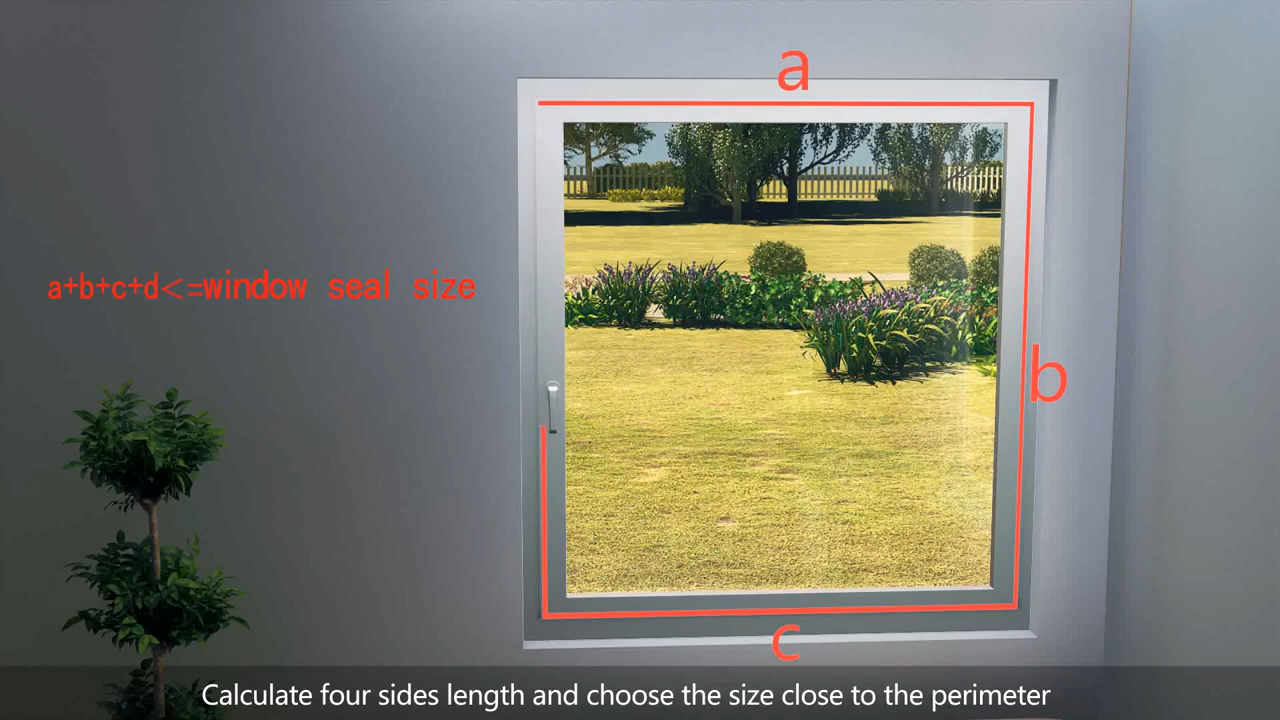 a
a+b+c+d<=window seal size
b
c
Calculate four sides length and choose the size close to the perimeter